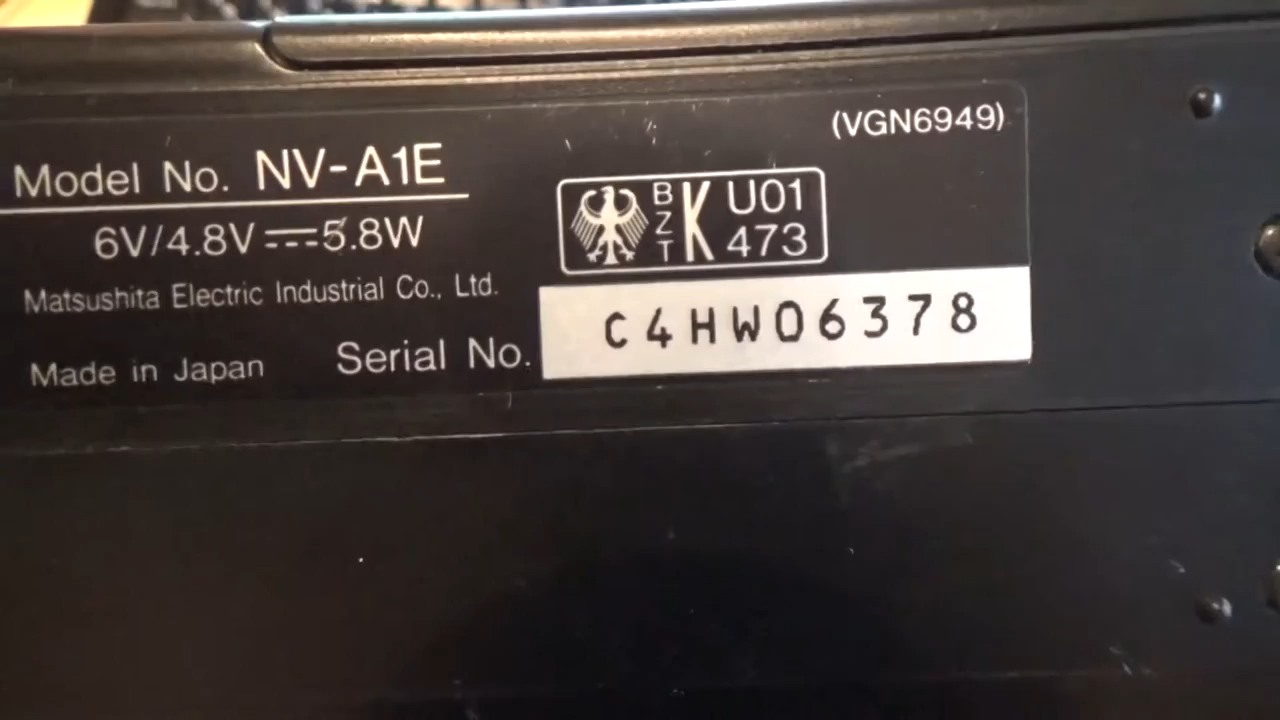 (VGN6949)
Model No. NV-A1E
6V/4.8V 5.8W
BZT K U01
473
Matsushita Electric Industrial Co., Ltd.
Made in Japan
Serial No. C4HW06378